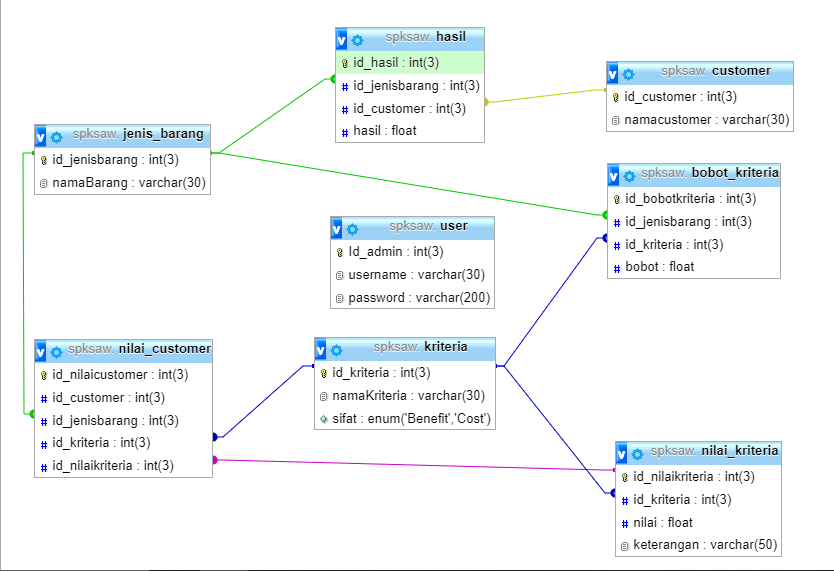 spksaw. hasil
id_hasil : int(3)
id_jenisbarang : int(3)
id_customer : int(3)
hasil : float
spksaw. customer
id_customer : int(3)
namacustomer : varchar(30)
spksaw. jenis_barang
id_jenisbarang : int(3)
namaBarang : varchar(30)
spksaw. bobot_kriteria
id_bobotkriteria : int(3)
id_jenisbarang : int(3)
id_kriteria : int(3)
bobot : float
spksaw. user
Id_admin : int(3)
username : varchar(30)
password : varchar(200)
spksaw. nilai_customer
id_nilaicustomer : int(3)
id_customer : int(3)
id_jenisbarang : int(3)
id_kriteria : int(3)
id_nilaikriteria : int(3)
spksaw. kriteria
id_kriteria : int(3)
namaKriteria : varchar(30)
sifat : enum('Benefit','Cost')
spksaw. nilai_kriteria
id_nilaikriteria : int(3)
id_kriteria : int(3)
nilai : float
keterangan : varchar(50)